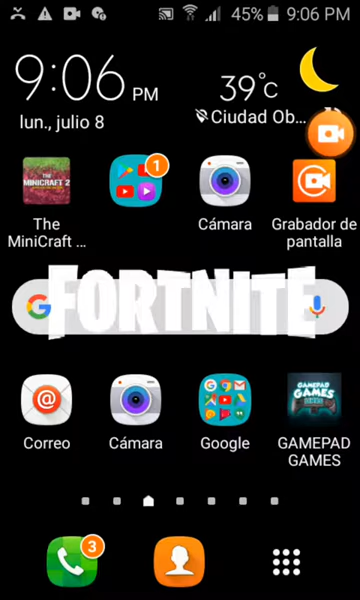 45% 9:06 PM
9:06 PM
lun., julio 8
39°C
Ciudad Ob...
THE
MINICRAFT 2
1
The
MiniCraft ...
Cámara
Grabador de
pantalla
G
FORTNITE
Correo
Cámara
Google
GAMEPAD
GAMES
GAMEPAD
GAMES
3